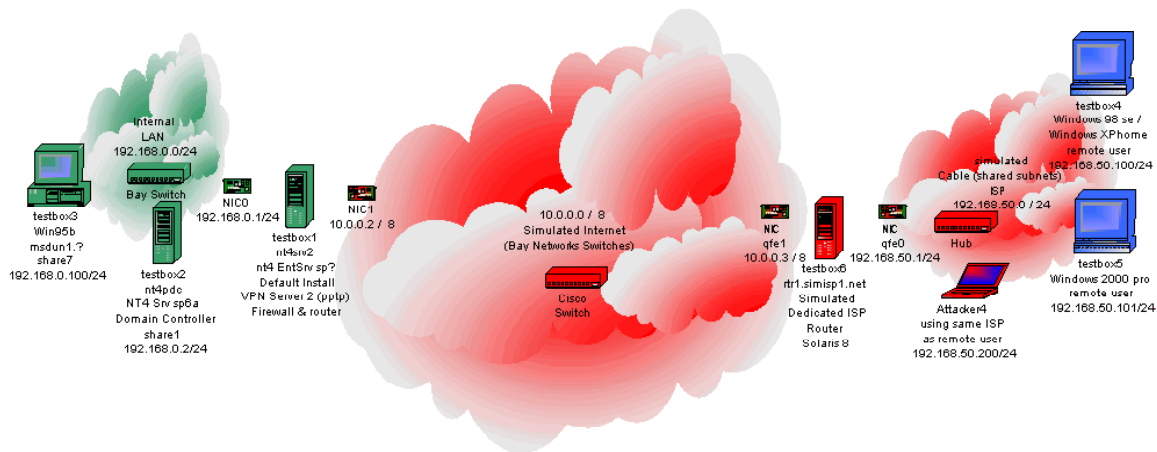 Internal
LAN
192.168.0.0/24
Bay Switch
testbox3
Win95b
msdun1.?
share7
192.168.0.100/24
testbox2
nt4pdc
NT4 Srv sp6a
Domain Controller
share1
192.168.0.2/24
NIC0
192.168.0.1/24
testbox1
nt4srv2
nt4 EntSrv sp?
Default Install
VPN Server 2 (pptp)
Firewall & router
NIC1
10.0.0.2 / 8
10.0.0.0 / 8
Simulated Internet
(Bay Networks Switches)
Cisco
Switch
NIC
qfe1
10.0.0.3 / 8
testbox6
rtr1.simisp1.net
Simulated
Dedicated ISP
Router
Solaris 8
NIC
qfe0
192.168.50.1/24
simulated
Cable (shared subnets)
ISP
192.168.50.0 / 24
Hub
Attacker4
using same ISP
as remote user
192.168.50.200/24
testbox4
Windows 98 se /
Windows XPhome
remote user
192.168.50.100/24
testbox5
Windows 2000 pro
remote user
192.168.50.101/24